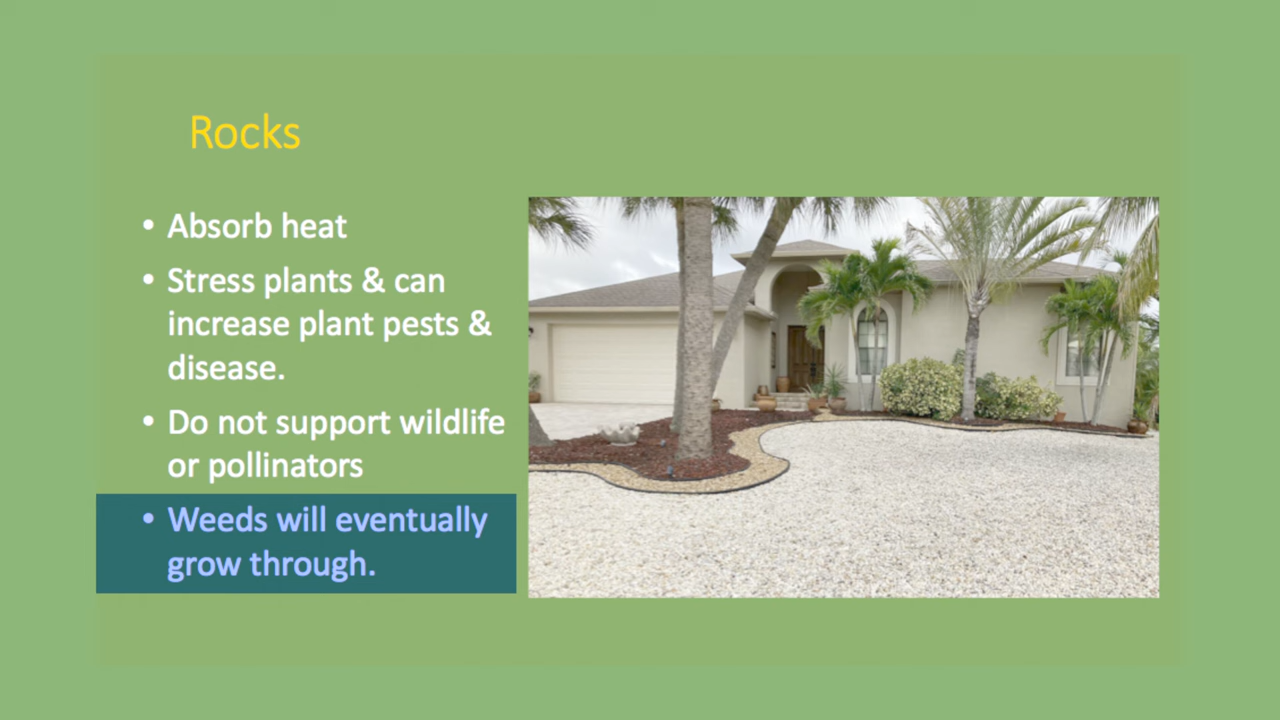 Rocks
• Absorb heat
• Stress plants & can
increase plant pests &
disease.
• Do not support wildlife
or pollinators
• Weeds will eventually
grow through.